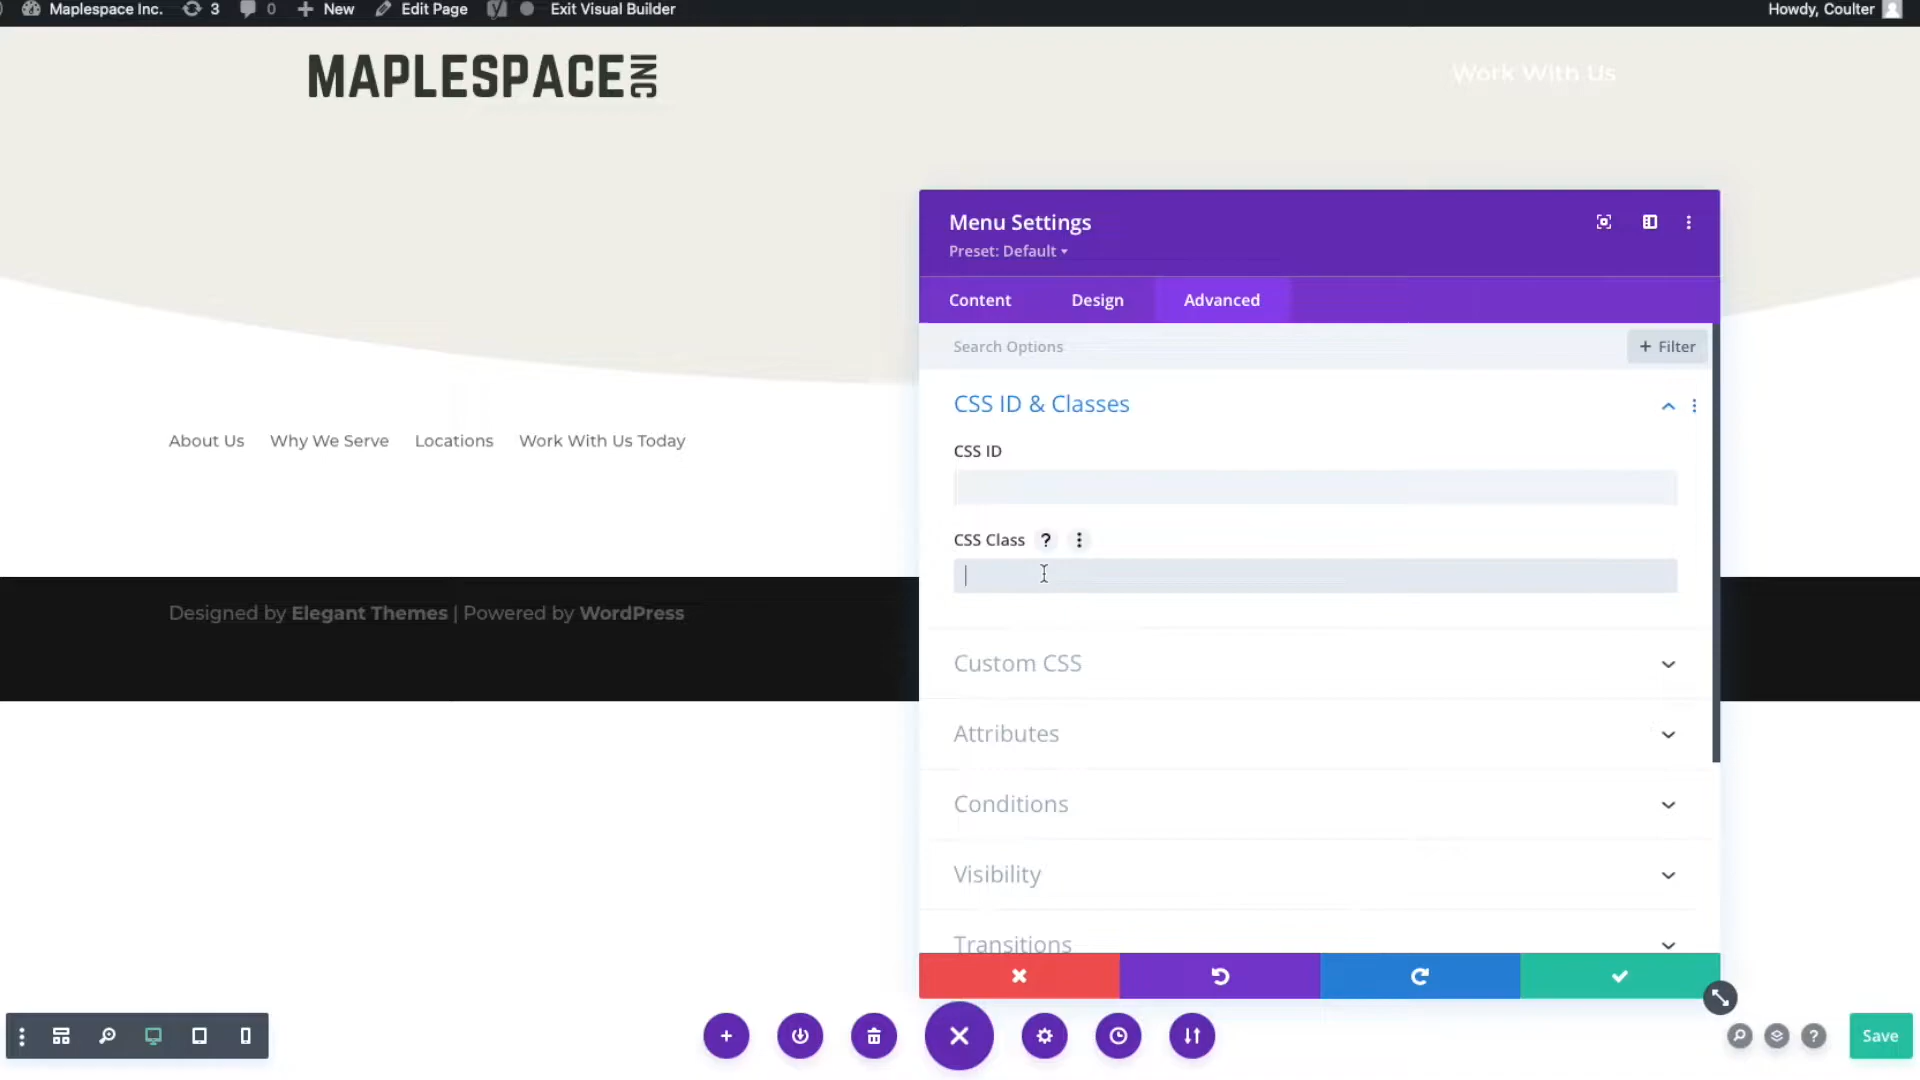 Maplespace Inc. 3 0 + New Edit Page Exit Visual Builder Howdy, Coulter
MAPLESPACE INC
Work With Us
Menu Settings
Preset: Default
Content Design Advanced
Search Options + Filter
CSS ID & Classes
About Us Why We Serve Locations Work With Us Today
CSS ID
CSS Class ?
Designed by Elegant Themes | Powered by WordPress
Custom CSS
Attributes
Conditions
Visibility
Transitions
? Save